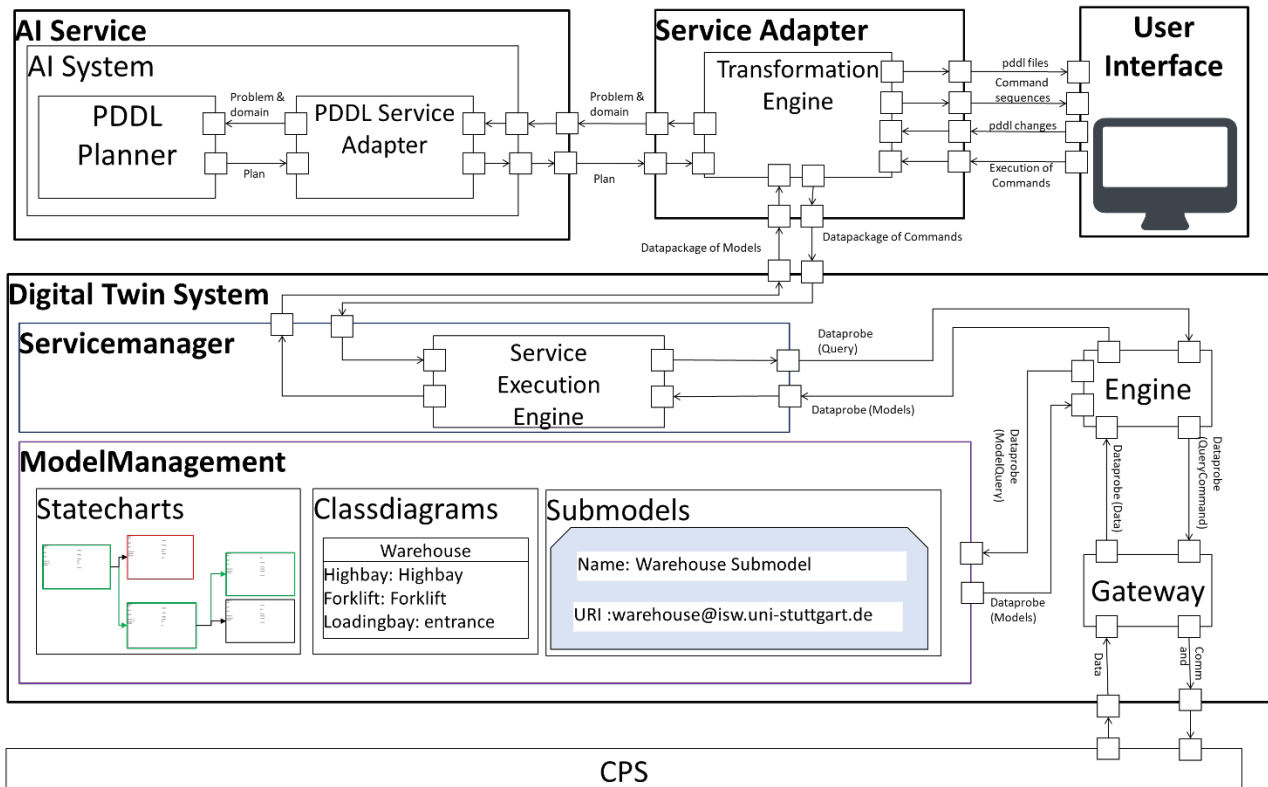 AI Service
AI System
PDDL
Planner
Problem &
domain
Plan
PDDL Service
Adapter
Problem &
domain
Plan
Service Adapter
Transformation
Engine
pddl files
Command
sequences
pddl changes
Execution of
Commands
User
Interface
Datapackage of Models
Datapackage of Commands
Digital Twin System
Servicemanager
Service
Execution
Engine
Dataprobe
(Query)
Dataprobe (Models)
Engine
Dataprobe
(ModelQuery)
Dataprobe (Data)
Dataprobe
(QueryCommand)
ModelManagement
Statecharts
Classdiagrams
Warehouse
Highbay: Highbay
Forklift: Forklift
Loadingbay: entrance
Submodels
Name: Warehouse Submodel
URI :warehouse@isw.uni-stuttgart.de
Dataprobe
(Models)
Gateway
Data
Comm
and
CPS